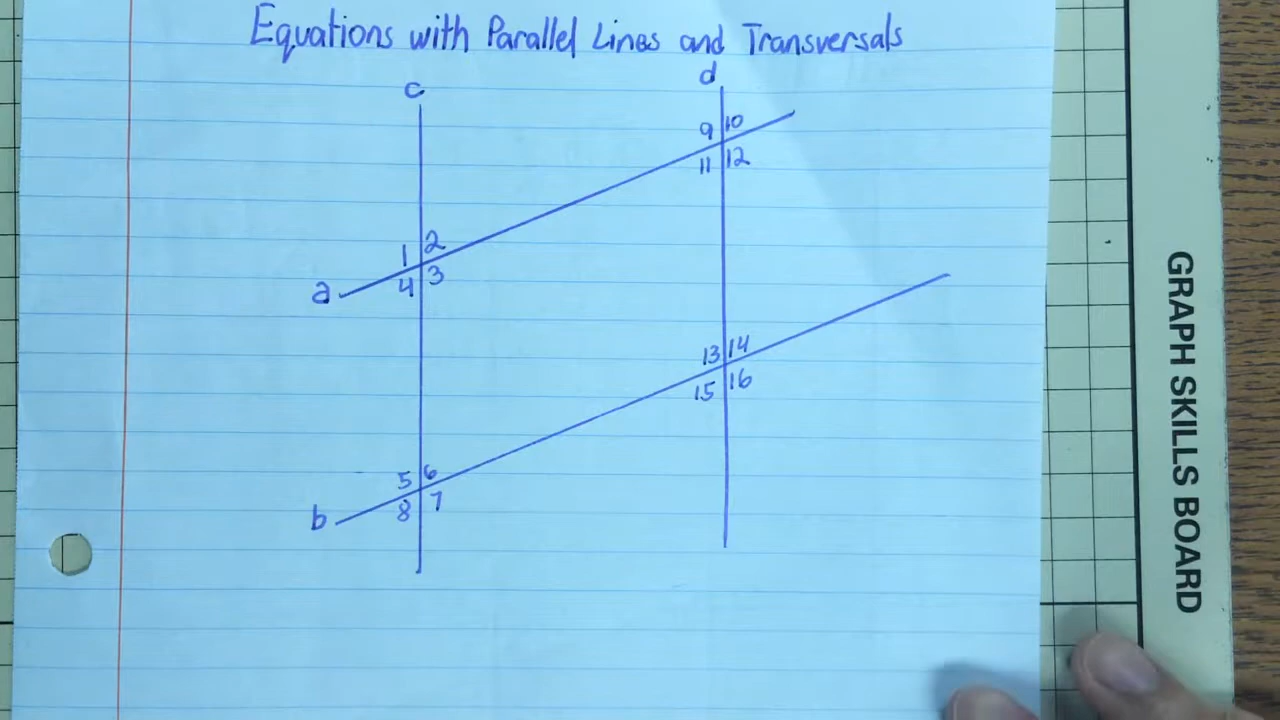 Equations with Parallel Lines and Transversals
c
d
9 10
11 12
1 2
4 3
a
13 14
15 16
5 6
8 7
b
GRAPH SKILLS BOARD